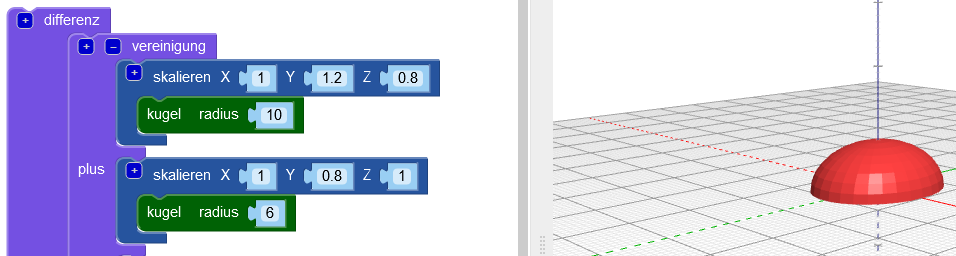 differenz
vereinigung
skalieren X 1 Y 1.2 Z 0.8
kugel radius 10
plus skalieren X 1 Y 0.8 Z 1
kugel radius 6